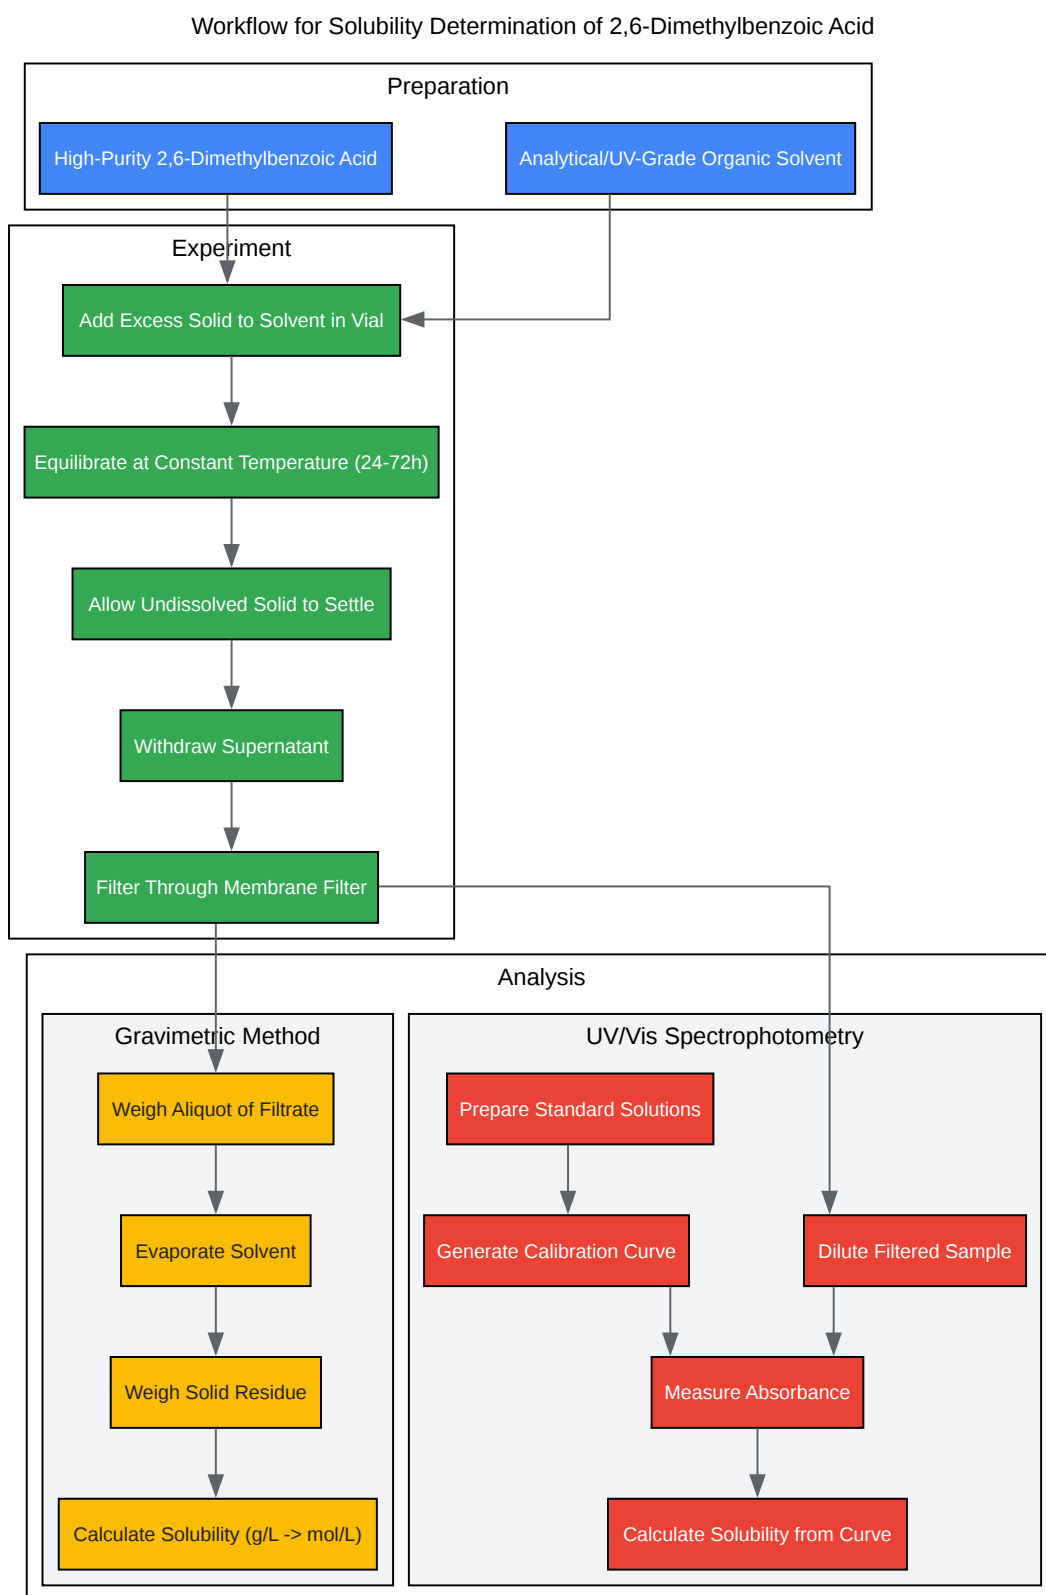 Workflow for Solubility Determination of 2,6-Dimethylbenzoic Acid
Preparation
High-Purity 2,6-Dimethylbenzoic Acid
Analytical/UV-Grade Organic Solvent
Experiment
Add Excess Solid to Solvent in Vial
Equilibrate at Constant Temperature (24-72h)
Allow Undissolved Solid to Settle
Withdraw Supernatant
Filter Through Membrane Filter
Analysis
Gravimetric Method
Weigh Aliquot of Filtrate
Evaporate Solvent
Weigh Solid Residue
Calculate Solubility (g/L -> mol/L)
UV/Vis Spectrophotometry
Prepare Standard Solutions
Generate Calibration Curve
Dilute Filtered Sample
Measure Absorbance
Calculate Solubility from Curve